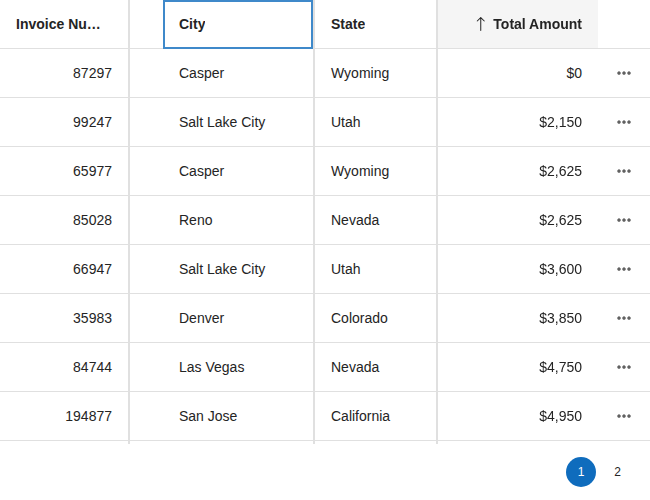 Invoice Nu… City State ↑ Total Amount
87297 Casper Wyoming $0 •••
99247 Salt Lake City Utah $2,150 •••
65977 Casper Wyoming $2,625 •••
85028 Reno Nevada $2,625 •••
66947 Salt Lake City Utah $3,600 •••
35983 Denver Colorado $3,850 •••
84744 Las Vegas Nevada $4,750 •••
194877 San Jose California $4,950 •••
1 2